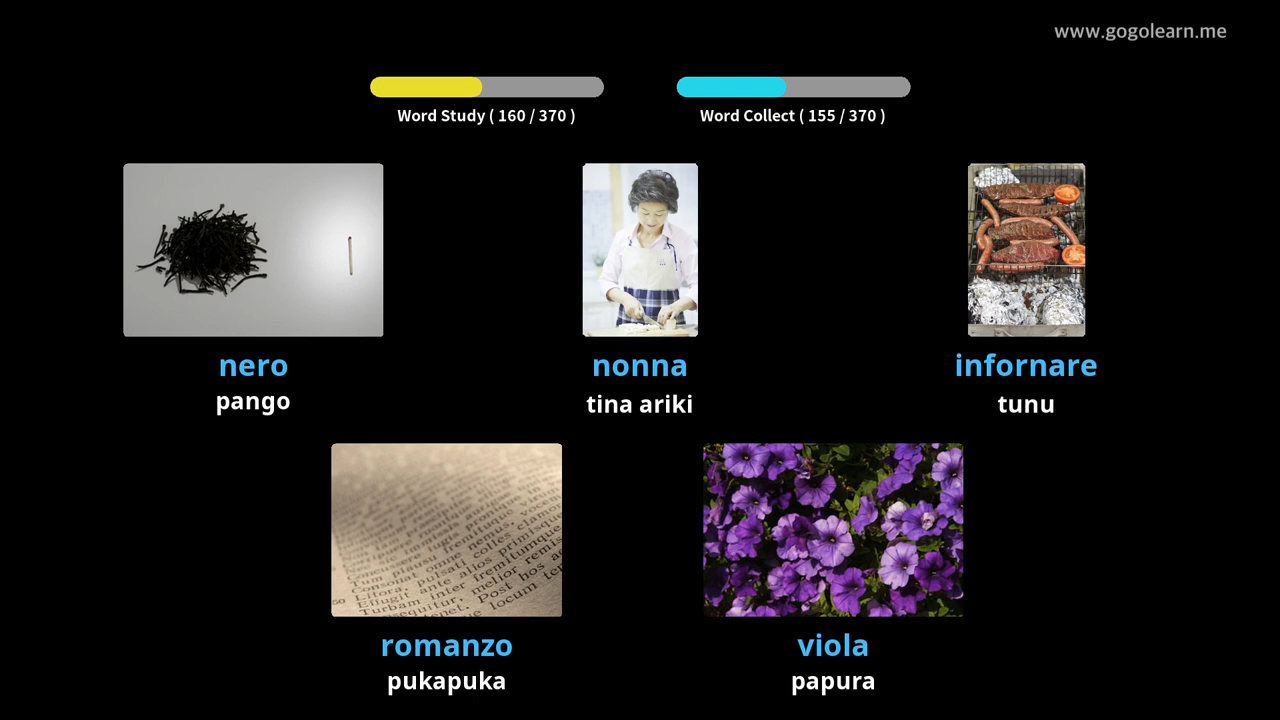 www.gogolearn.me
Word Study ( 160 / 370 )
Word Collect ( 155 / 370 )
nero
pango
nonna
tina ariki
infornare
tunu
romanzo
pukapuka
viola
papura